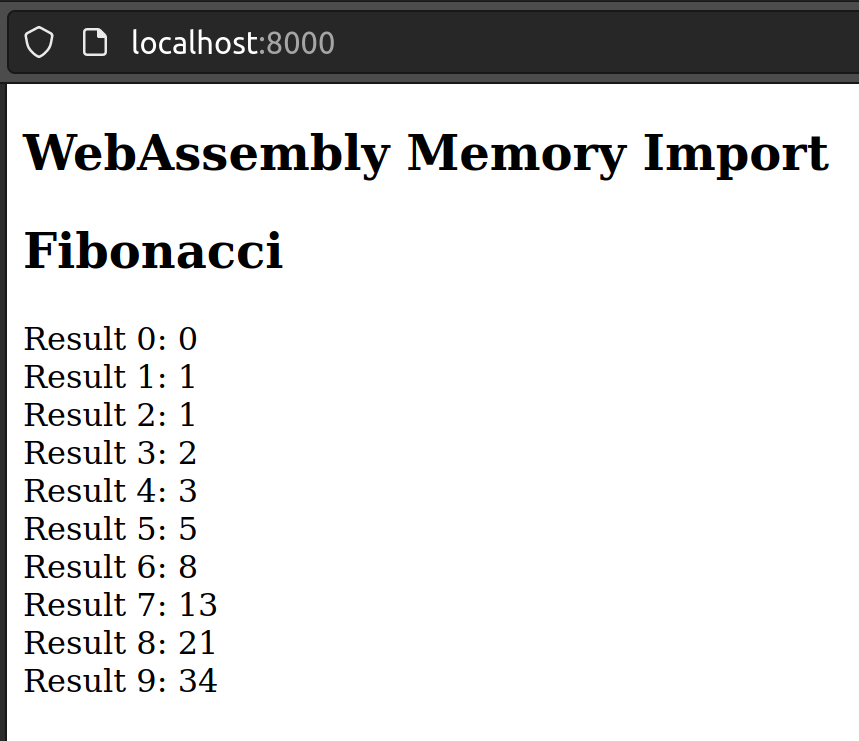 localhost:8000
WebAssembly Memory Import
Fibonacci
Result 0: 0
Result 1: 1
Result 2: 1
Result 3: 2
Result 4: 3
Result 5: 5
Result 6: 8
Result 7: 13
Result 8: 21
Result 9: 34